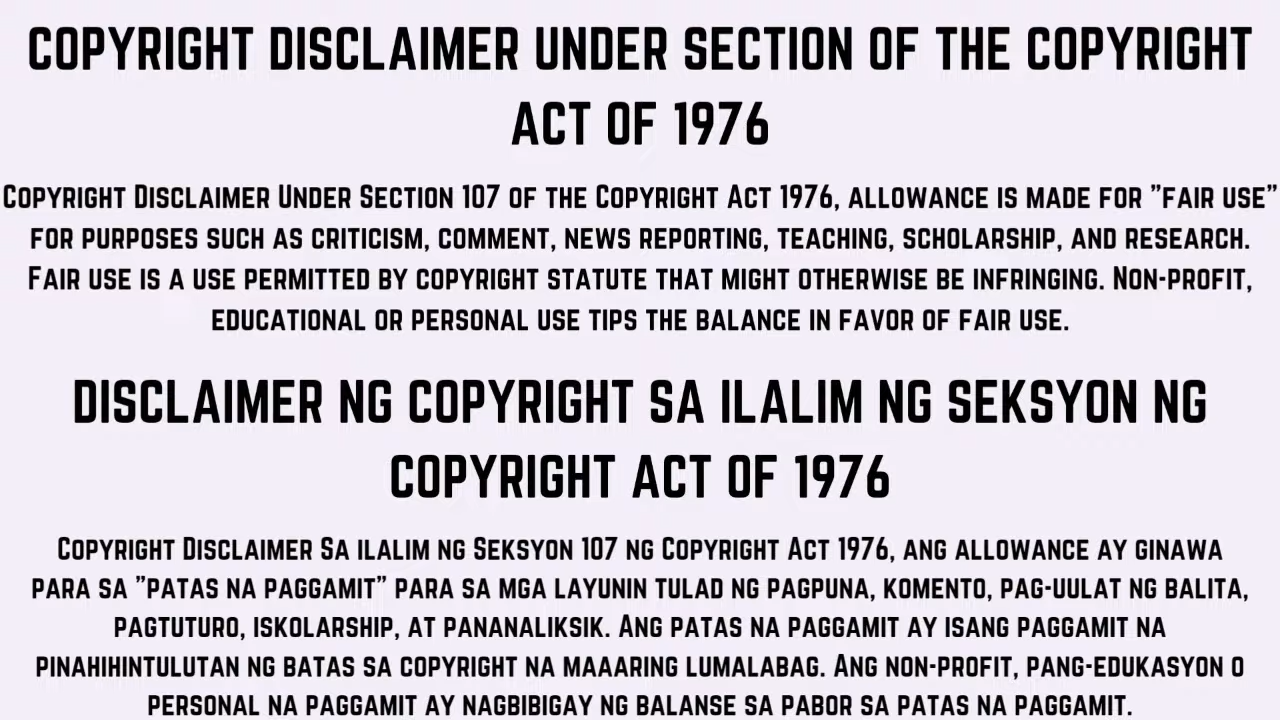 COPYRIGHT DISCLAIMER UNDER SECTION OF THE COPYRIGHT
ACT OF 1976
COPYRIGHT DISCLAIMER UNDER SECTION 107 OF THE COPYRIGHT ACT 1976, ALLOWANCE IS MADE FOR "FAIR USE"
FOR PURPOSES SUCH AS CRITICISM, COMMENT, NEWS REPORTING, TEACHING, SCHOLARSHIP, AND RESEARCH.
FAIR USE IS A USE PERMITTED BY COPYRIGHT STATUTE THAT MIGHT OTHERWISE BE INFRINGING. NON-PROFIT,
EDUCATIONAL OR PERSONAL USE TIPS THE BALANCE IN FAVOR OF FAIR USE.
DISCLAIMER NG COPYRIGHT SA ILALIM NG SEKSYON NG
COPYRIGHT ACT OF 1976
COPYRIGHT DISCLAIMER SA ILALIM NG SEKSYON 107 NG COPYRIGHT ACT 1976, ANG ALLOWANCE AY GINAWA
PARA SA "PATAS NA PAGGAMIT" PARA SA MGA LAYUNIN TULAD NG PAGPUNA, KOMENTO, PAG-UULAT NG BALITA,
PAGTUTURO, ISKOLARSHIP, AT PANANALIKSIK. ANG PATAS NA PAGGAMIT AY ISANG PAGGAMIT NA
PINAHIHINTULUTAN NG BATAS SA COPYRIGHT NA MAAARING LUMALABAG. ANG NON-PROFIT, PANG-EDUKASYON O
PERSONAL NA PAGGAMIT AY NAGBIBIGAY NG BALANSE SA PABOR SA PATAS NA PAGGAMIT.